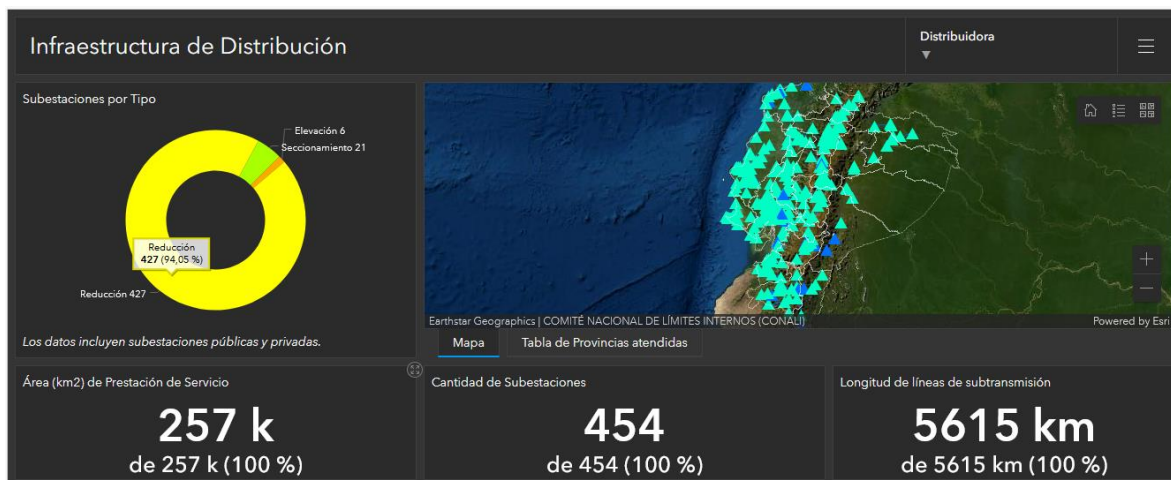 Infraestructura de Distribución
Distribuidora
Subestaciones por Tipo
Elevación 6
Seccionamiento 21
Reducción
427 (94,05 %)
Reducción 427
Los datos incluyen subestaciones públicas y privadas.
Earthstar Geographics | COMITÉ NACIONAL DE LÍMITES INTERNOS (CONALI)
Powered by Esri
Mapa
Tabla de Provincias atendidas
Área (km2) de Prestación de Servicio
257 k
de 257 k (100 %)
Cantidad de Subestaciones
454
de 454 (100 %)
Longitud de líneas de subtransmisión
5615 km
de 5615 km (100 %)